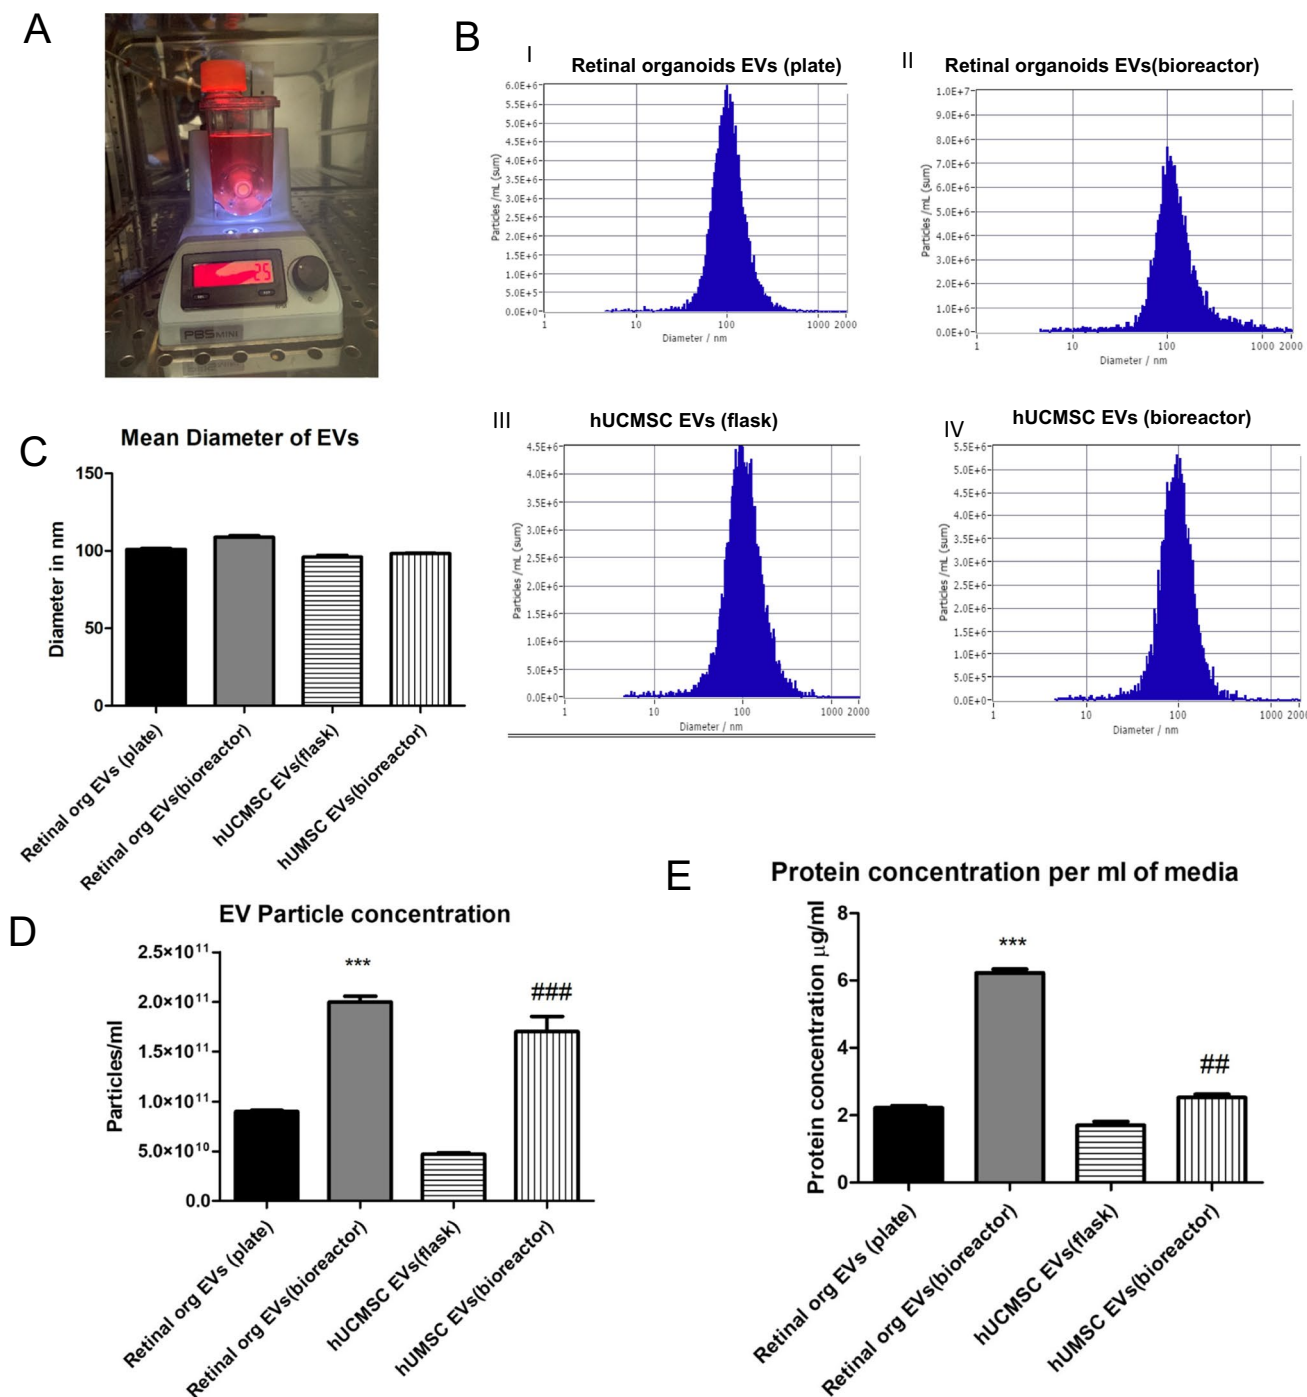 A
25
PBS MINI
B
I
Retinal organoids EVs (plate)
6.0E+6
5.5E+6
5.0E+6
4.5E+6
4.0E+6
3.5E+6
3.0E+6
2.5E+6
2.0E+6
1.5E+6
1.0E+6
5.0E+5
0.0E+0
Particles /mL (sum)
1 10 100 1000 2000
Diameter / nm
II
Retinal organoids EVs(bioreactor)
1.0E+7
9.0E+6
8.0E+6
7.0E+6
6.0E+6
5.0E+6
4.0E+6
3.0E+6
2.0E+6
1.0E+6
0.0E+0
Particles /mL (sum)
1 10 100 1000 2000
Diameter / nm
III
hUCMSC EVs (flask)
4.5E+6
4.0E+6
3.5E+6
3.0E+6
2.5E+6
2.0E+6
1.5E+6
1.0E+6
5.0E+5
0.0E+0
Particles /mL (sum)
1 10 100 1000 2000
Diameter / nm
IV
hUCMSC EVs (bioreactor)
5.5E+6
5.0E+6
4.5E+6
4.0E+6
3.5E+6
3.0E+6
2.5E+6
2.0E+6
1.5E+6
1.0E+6
5.0E+5
0.0E+0
Particles /mL (sum)
1 10 100 1000 2000
Diameter / nm
C
Mean Diameter of EVs
150
100
50
0
Diameter in nm
Retinal org EVs (plate)
Retinal org EVs(bioreactor)
hUCMSC EVs(flask)
hUMSC EVs(bioreactor)
D
EV Particle concentration
2.5×10¹¹
2.0×10¹¹
1.5×10¹¹
1.0×10¹¹
5.0×10¹⁰
0.0
Particles/ml
***
###
Retinal org EVs (plate)
Retinal org EVs(bioreactor)
hUCMSC EVs(flask)
hUMSC EVs(bioreactor)
E
Protein concentration per ml of media
8
6
4
2
0
Protein concentration µg/ml
***
##
Retinal org EVs (plate)
Retinal org EVs(bioreactor)
hUCMSC EVs(flask)
hUMSC EVs(bioreactor)